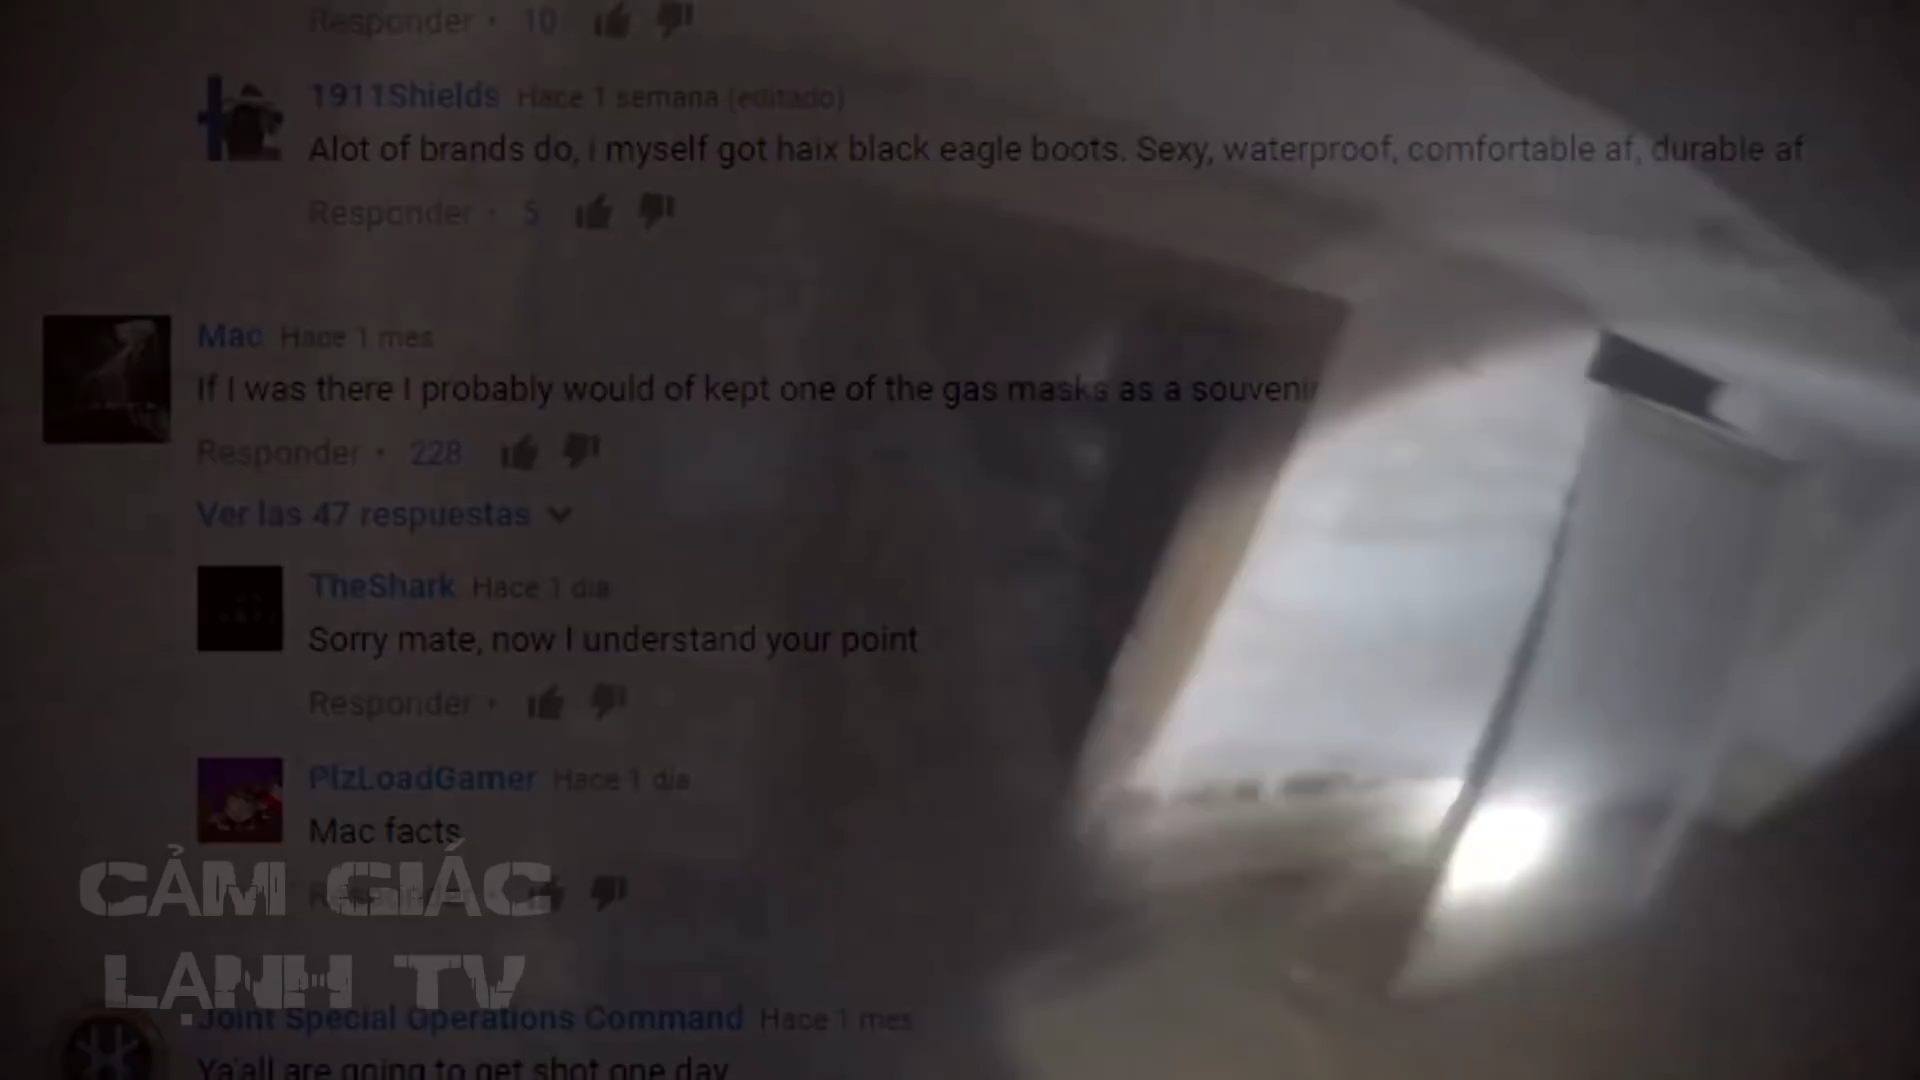 Responder · 10
1911Shields Hace 1 semana (editado)
Alot of brands do, i myself got haix black eagle boots. Sexy, waterproof, comfortable af, durable af
Responder · 5
Mac Hace 1 mes
If I was there I probably would of kept one of the gas masks as a souvenir
Responder · 228
Ver las 47 respuestas
TheShark Hace 1 día
Sorry mate, now I understand your point
Responder ·
PlzLoadGamer Hace 1 día
Mac facts
Responder ·
CẢM GIÁC
LẠNH TV
Joint Special Operations Command Hace 1 mes
Ya'all are going to get shot one day